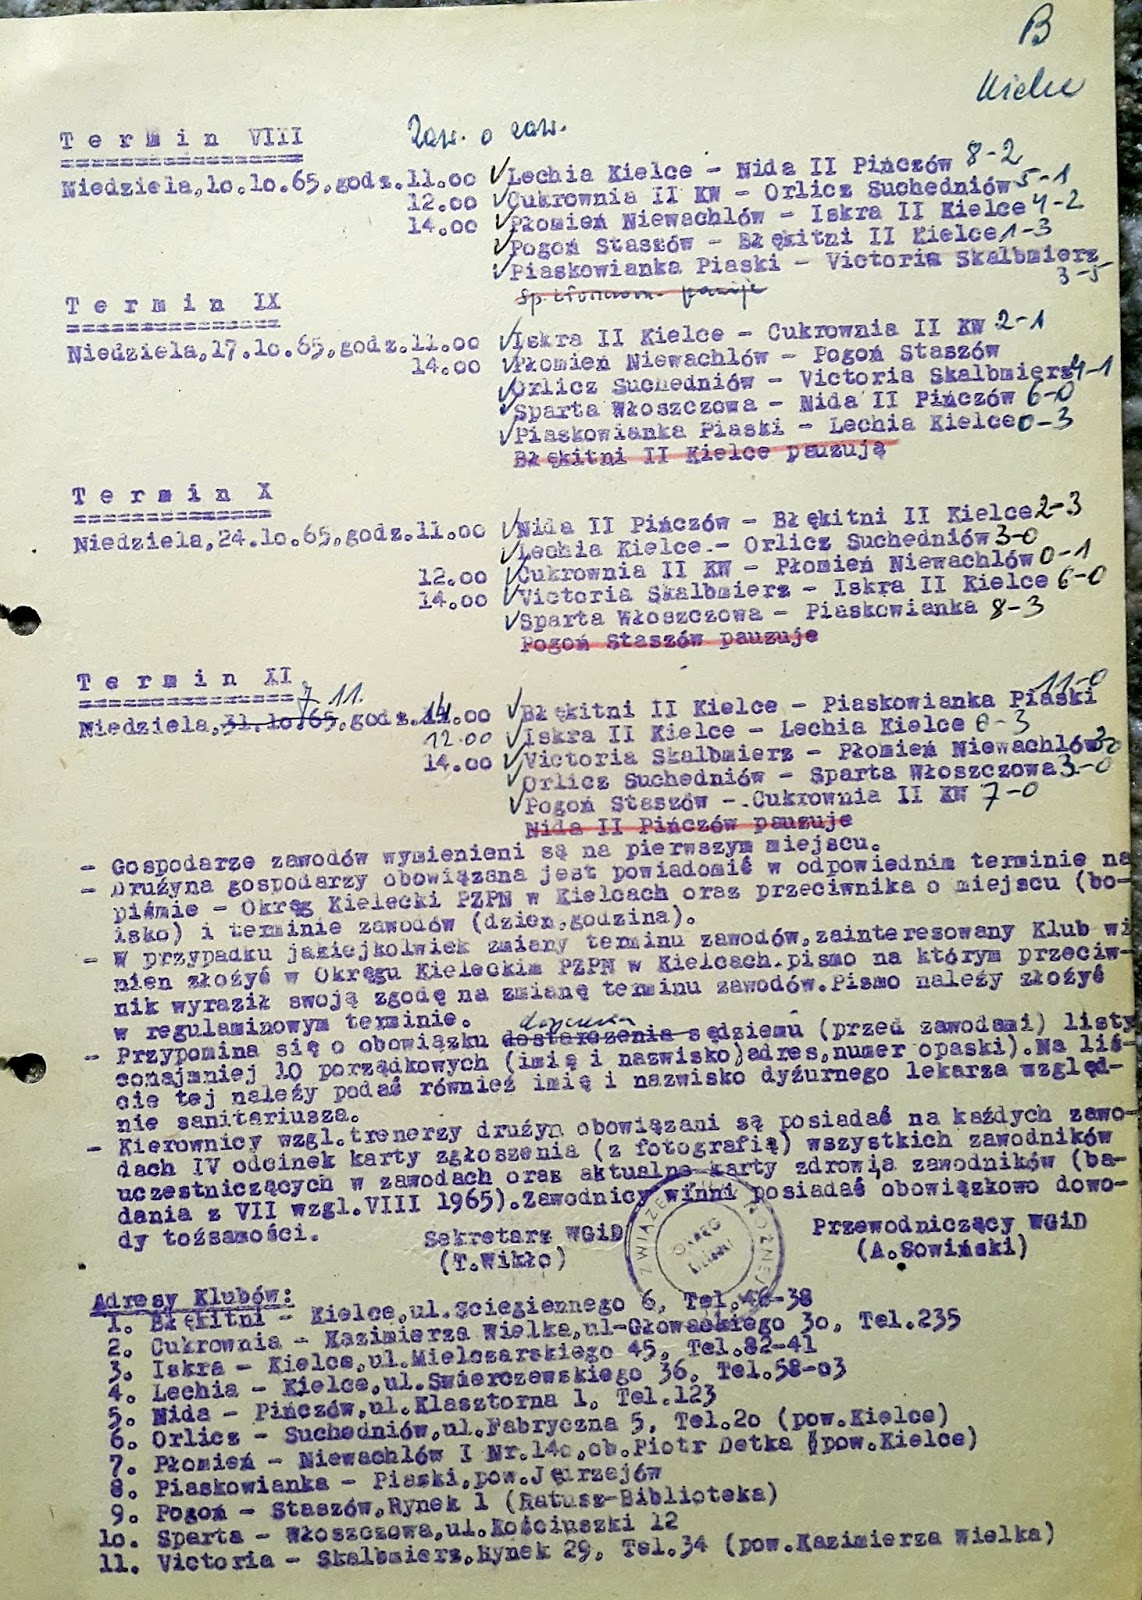 B
T e r m i n  VIII
Zaw. o zaw.
Niedziela,10.10.65,godz.11.00 Lechia Kielce - Nida II Pińczów 8-2
12.00 Cukrownia II KW - Orlicz Suchedniów 5-1
14.00 Płomień Niewachlów - Iskra II Kielce 4-2
Pogoń Staszów - Błękitni II Kielce 1-3
Piaskowianka Piaski - Victoria Skalbmierz
3-5
T e r m i n  IX
Niedziela,17.10.65,godz.11.00 Iskra II Kielce - Cukrownia II KW 2-1
14.00 Płomień Niewachlów - Pogoń Staszów
Orlicz Suchedniów - Victoria Skalbmierz 4-1
Sparta Włoszczowa - Nida II Pińczów 6-0
Piaskowianka Piaski - Lechia Kielce 0-3
Błękitni II Kielce pauzują
T e r m i n  X
Niedziela,24.10.65,godz.11.00 Nida II Pińczów - Błękitni II Kielce 2-3
Lechia Kielce.- Orlicz Suchedniów 3-0
12.00 Cukrownia II KW - Płomień Niewachlów 0-1
14.00 Victoria Skalbmierz - Iskra II Kielce 6-0
Sparta Włoszczowa - Piaskowianka 8-3
Pogoń Staszów pauzuje
T e r m i n  XI
7.11.
11-0
Niedziela,31.10.65,godz.14.00 Błękitni II Kielce - Piaskowianka Piaski
12.00 Iskra II Kielce - Lechia Kielce 0-3
14.00 Victoria Skalbmierz - Płomień Niewachlów
Orlicz Suchedniów - Sparta Włoszczowa 3-0
Pogoń Staszów -.Cukrownia II KW 7-0
Nida II Pińczów pauzuje
- Gospodarze zawodów wymienieni są na pierwszym miejscu.
- Drużyna gospodarzy obowiązana jest powiadomić w odpowiednim terminie na
piśmie - Okręg Kielecki PZPN w Kielcach oraz przeciwnika o miejscu (bo-
isko) i terminie zawodów (dzien,godzina).
- W przypadku jakiejkolwiek zmiany terminu zawodów,zainteresowany Klub wi
nien złożyć w Okręgu Kieleckim PZPN w Kielcach.pismo na którym przeciw-
nik wyraził swoją zgodę na zmianę terminu zawodów.Pismo należy złożyć
w regulaminowym terminie.
- Przypomina się o obowiązku dostarczenia sędziemu (przed zawodami) listy
conajmniej 10 porządkowych (imię i nazwisko)adres,numer opaski).Na liś-
cie tej należy podać również imię i nazwisko dyżurnego lekarza względ-
nie sanitariusza.
- Kierownicy wzgl.trenerzy drużyn obowiązani są posiadać na każdych zawo-
dach IV odcinek karty zgłoszenia (z fotografią) wszystkich zawodników
uczestniczących w zawodach oraz aktualne karty zdrowia zawodników (ba-
dania z VII wzgl.VIII 1965).Zawodnicy winni posiadać obowiązkowo dowo-
dy tożsamości.
Sekretarz WGiD
(T.Wikło)
Przewodniczący WGiD
(A.Sowiński)
Adresy Klubów:
1. Błękitni - Kielce,ul.Sciegiennego 6, Tel.46-38
2. Cukrownia - Kazimierza Wielka,ul-Głowackiego 30, Tel.235
3. Iskra - Kielce,ul.Mielczarskiego 45, Tel.82-41
4. Lechia - Kielce,ul.Swierczewskiego 36, Tel.58-03
5. Nida - Pińczów,ul.Klasztorna 1, Tel.123
6. Orlicz - Suchedniów,ul.Fabryczna 5, Tel.20 (pow.Kielce)
7. Płomień - Niewachlów I Nr.140,ob.Piotr Detka (pow.Kielce)
8. Piaskowianka - Piaski,pow.Jędrzejów
9. Pogoń - Staszów,Rynek 1 (Ratusz-Biblioteka)
10. Sparta - Włoszczowa,ul.Kościuszki 12
11. Victoria - Skalbmierz,Rynek 29, Tel.34 (pow.Kazimierza Wielka)